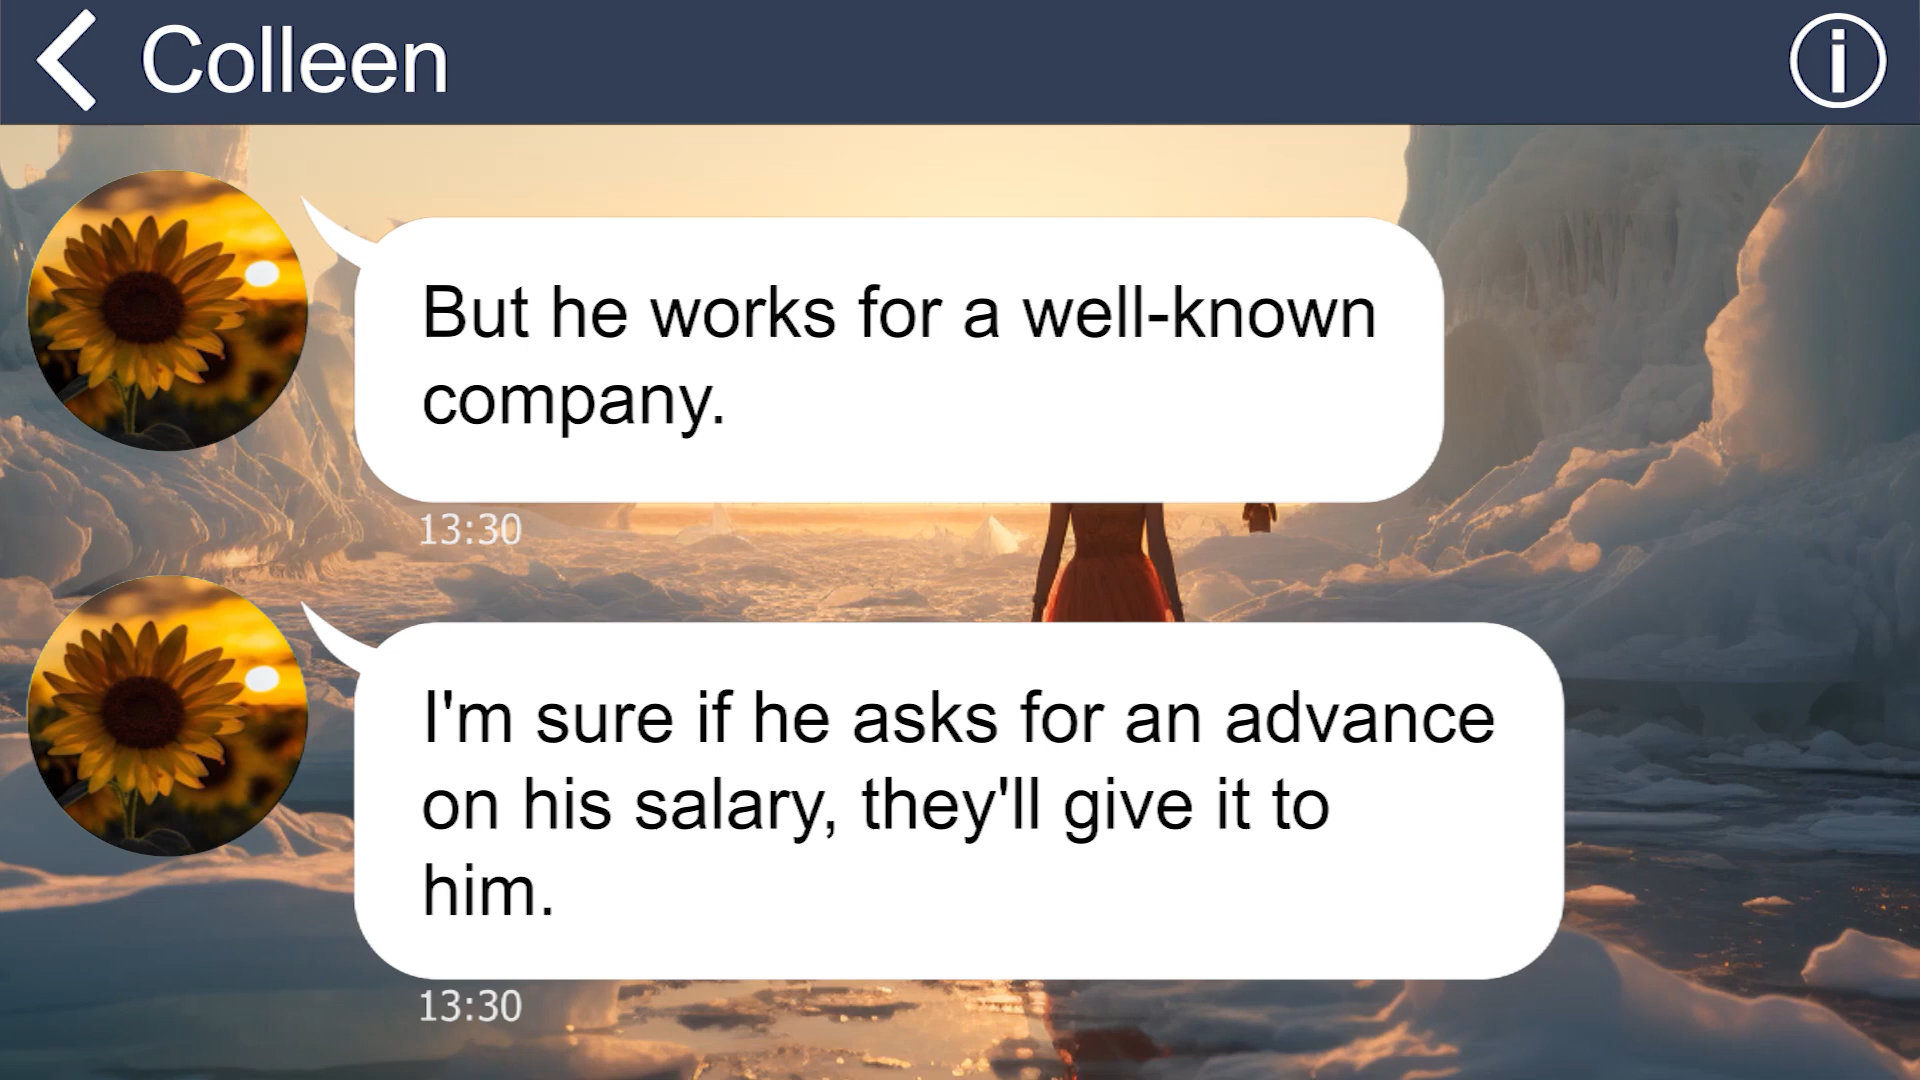 Colleen
But he works for a well-known
company.
13:30
I'm sure if he asks for an advance
on his salary, they'll give it to
him.
13:30